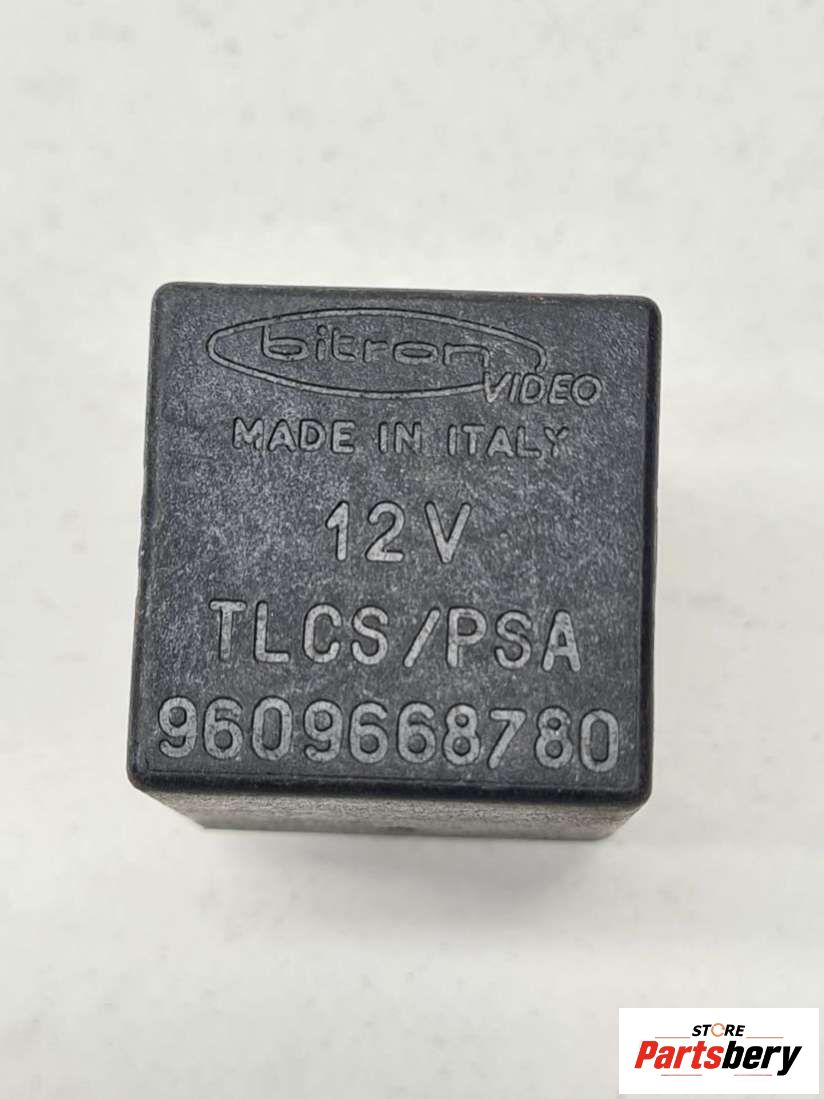 bitron
VIDEO
MADE IN ITALY
12V
TLCS/PSA
9609668780
STORE
Partsbery